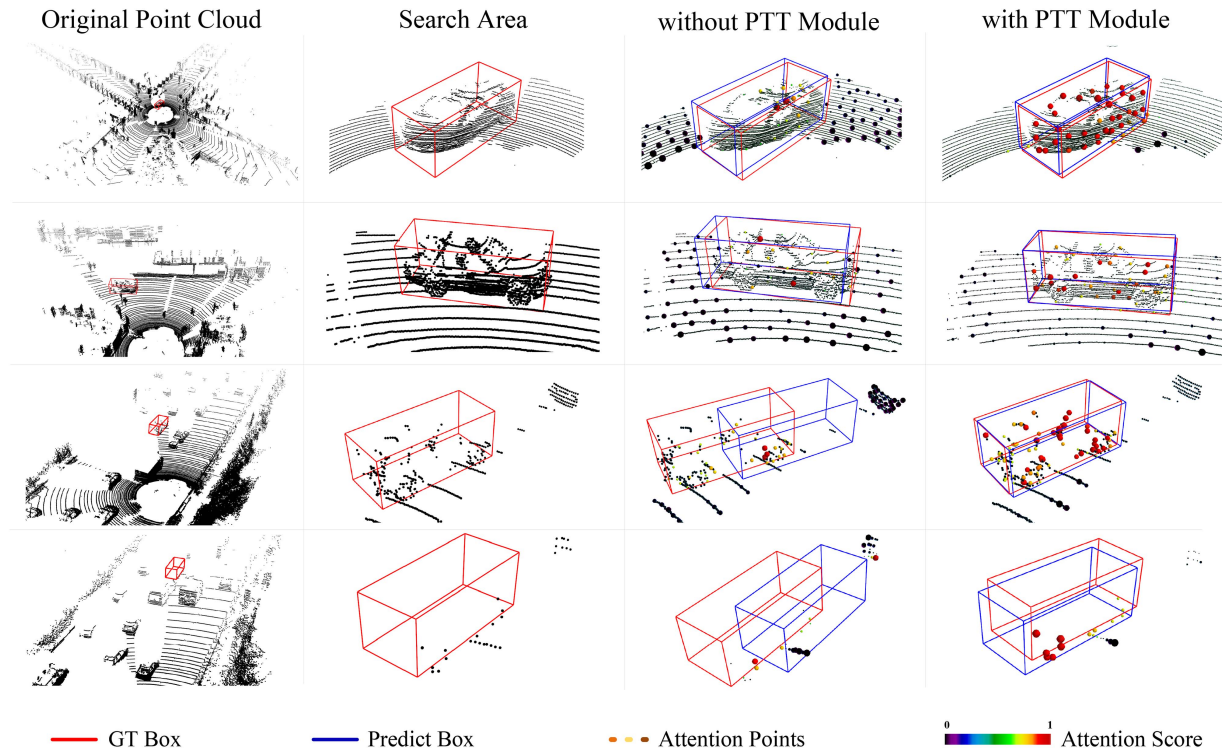 Original Point Cloud
Search Area
without PTT Module
with PTT Module
GT Box
Predict Box
Attention Points
0
1
Attention Score